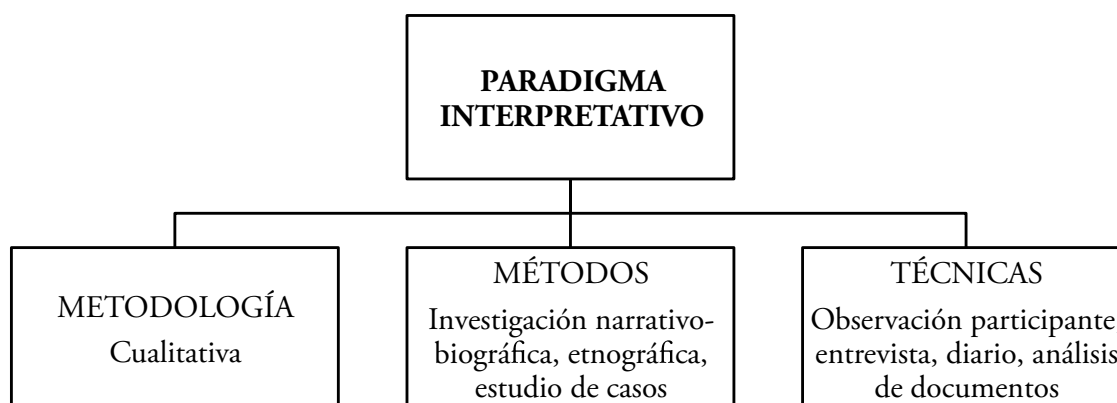 PARADIGMA
INTERPRETATIVO
METODOLOGÍA
Cualitativa
MÉTODOS
Investigación narrativo-
biográfica, etnográfica,
estudio de casos
TÉCNICAS
Observación participante
entrevista, diario, análisis
de documentos